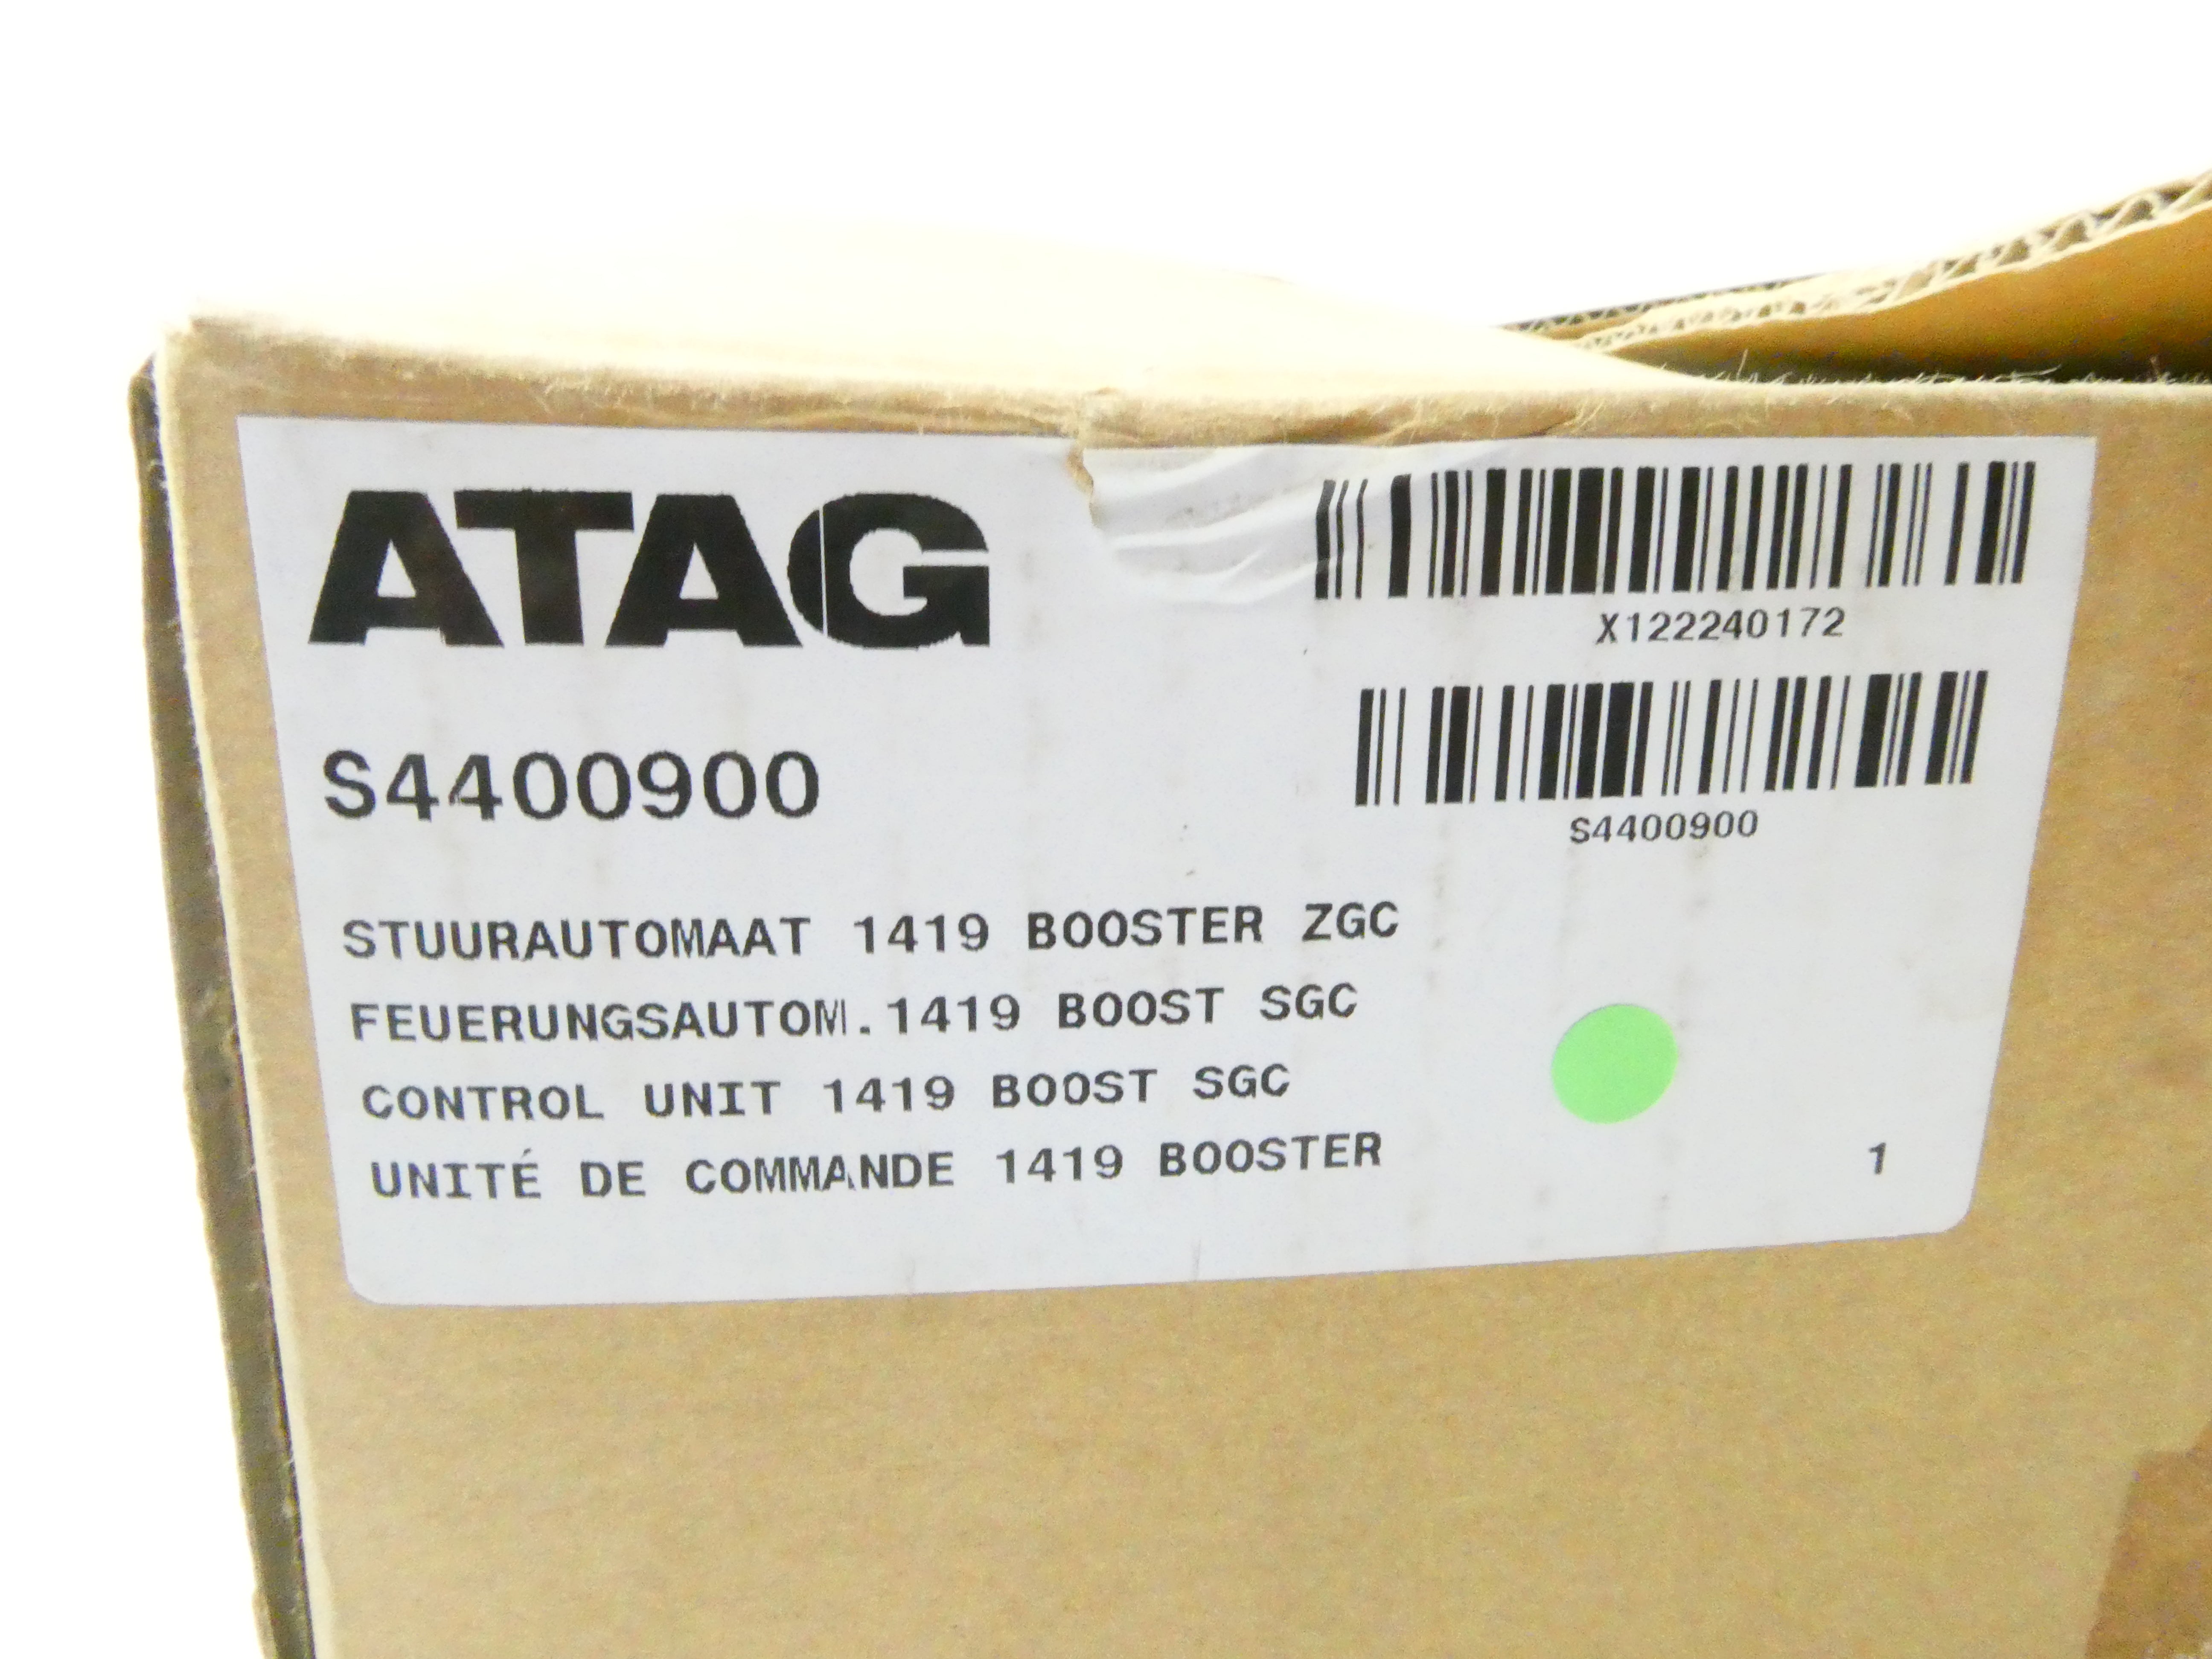 ATAG
X122240172
S4400900
S4400900
STUURAUTOMAAT 1419 BOOSTER ZGC
FEUERUNGSAUTOM.1419 BOOST SGC
CONTROL UNIT 1419 BOOST SGC
UNITÉ DE COMMANDE 1419 BOOSTER
1